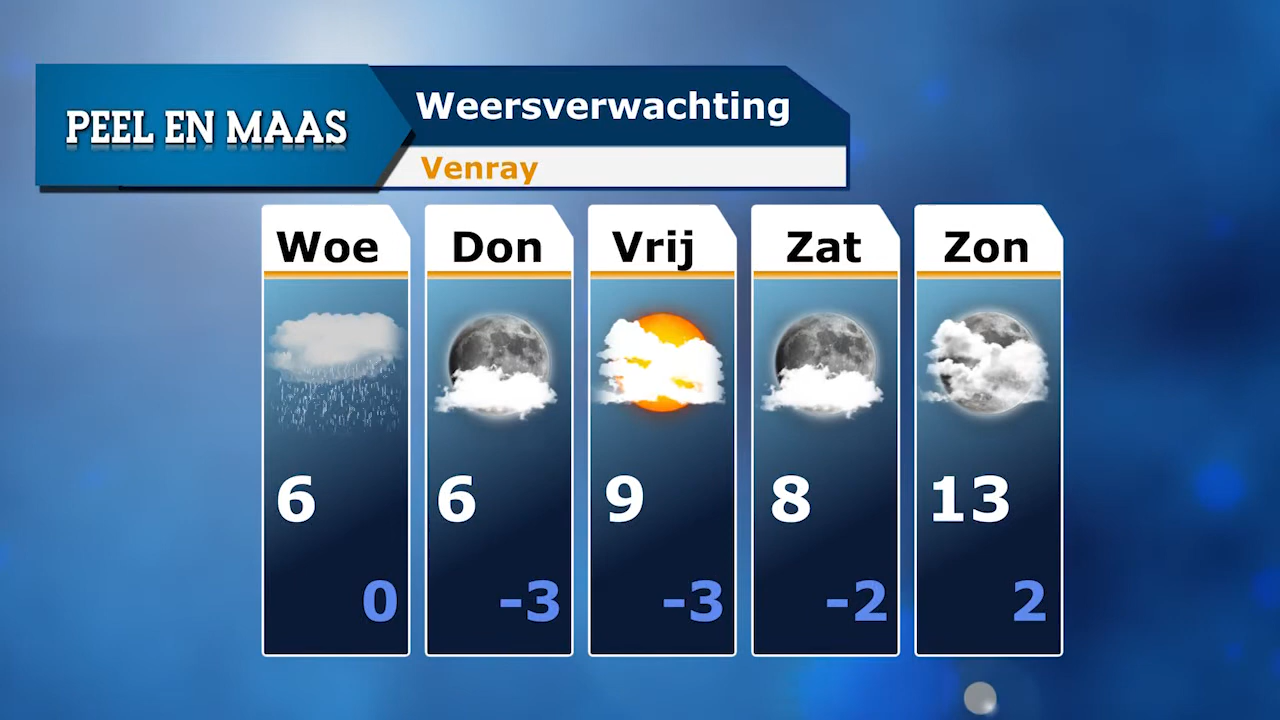 PEEL EN MAAS
Weersverwachting
Venray
Woe Don Vrij Zat Zon
6 6 9 8 13
0 -3 -3 -2 2